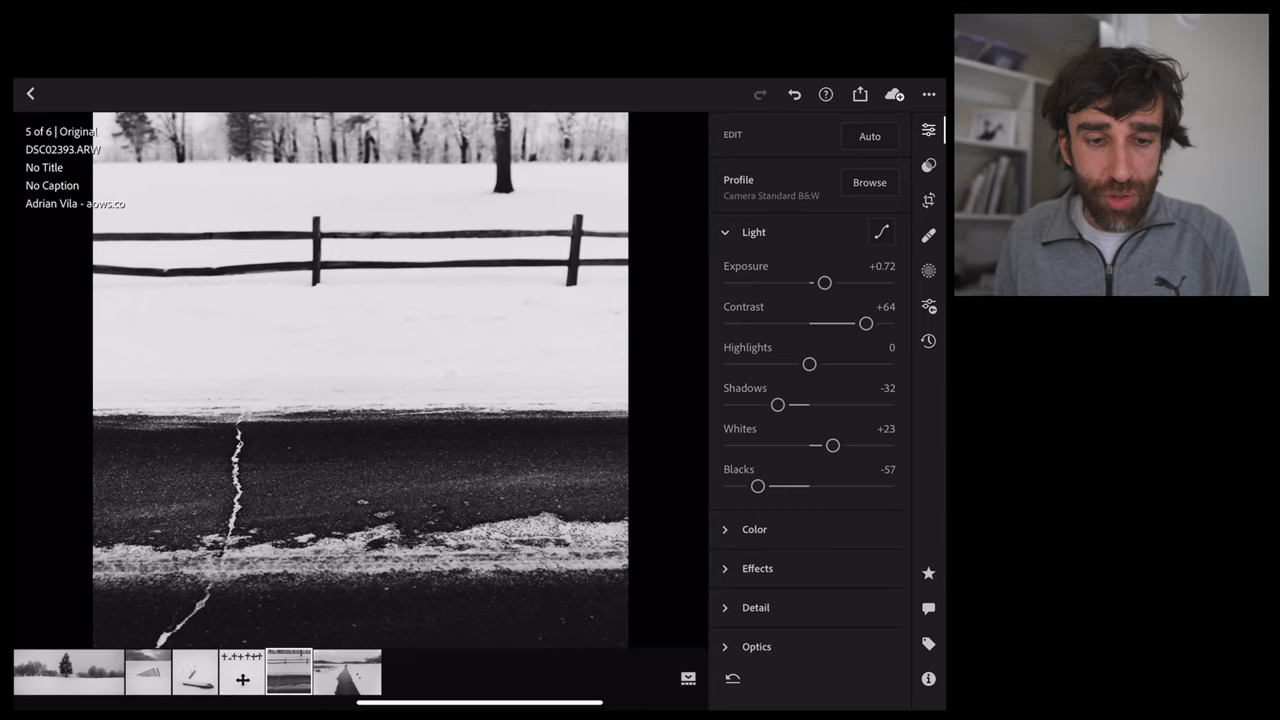 5 of 6 | Original
DSC02393.ARW
No Title
No Caption
Adrian Vila - aows.co
EDIT
Auto
Profile
Camera Standard B&W
Browse
Light
Exposure +0.72
Contrast +64
Highlights 0
Shadows -32
Whites +23
Blacks -57
Color
Effects
Detail
Optics